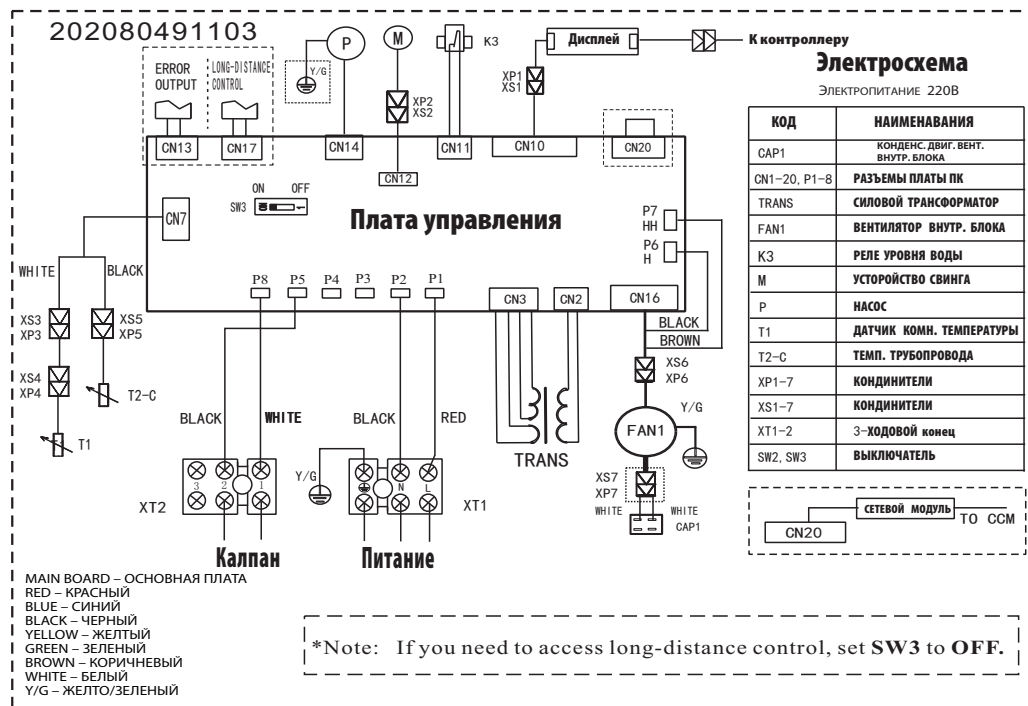 202080491103
ERROR OUTPUT
LONG-DISTANCE CONTROL
Y/G
P
M
K3
XP1
XS1
XP2
XS2
Дисплей
К контроллеру
Электросхема
Электропитание 220В
CN13
CN17
CN14
CN12
CN11
CN10
CN20
CN7
ON OFF
SW3
Плата управления
P7
HH
P6
H
P8 P5 P4 P3 P2 P1
CN3
CN2
CN16
WHITE
BLACK
XS3
XP3
XS5
XP5
XS4
XP4
T2-C
T1
BLACK
WHITE
BLACK
RED
BLACK
BROWN
XS6
XP6
Y/G
FAN1
TRANS
XS7
XP7
WHITE WHITE
CAP1
Y/G
3 2 1
XT2
N L
XT1
Калпан
Питание
КОД НАИМЕНАВАНИЯ
CAP1 КОНДЕНС. ДВИГ. ВЕНТ. ВНУТР. БЛОКА
CN1-20, P1-8 РАЗЪЕМЫ ПЛАТЫ ПК
TRANS СИЛОВОЙ ТРАНСФОРМАТОР
FAN1 ВЕНТИЛЯТОР ВНУТР. БЛОКА
K3 РЕЛЕ УРОВНЯ ВОДЫ
M УСТОРОЙСТВО СВИНГА
P НАСОС
T1 ДАТЧИК КОМН. ТЕМПЕРАТУРЫ
T2-C ТЕМП. ТРУБОПРОВОДА
XP1-7 КОНДИНИТЕЛИ
XS1-7 КОНДИНИТЕЛИ
XT1-2 3-ХОДОВОЙ конец
SW2, SW3 ВЫКЛЮЧАТЕЛЬ
CN20
СЕТЕВОЙ МОДУЛЬ
TO CCM
MAIN BOARD – ОСНОВНАЯ ПЛАТА
RED – КРАСНЫЙ
BLUE – СИНИЙ
BLACK – ЧЕРНЫЙ
YELLOW – ЖЕЛТЫЙ
GREEN – ЗЕЛЕНЫЙ
BROWN – КОРИЧНЕВЫЙ
WHITE – БЕЛЫЙ
Y/G – ЖЕЛТО/ЗЕЛЕНЫЙ
*Note: If you need to access long-distance control, set SW3 to OFF.